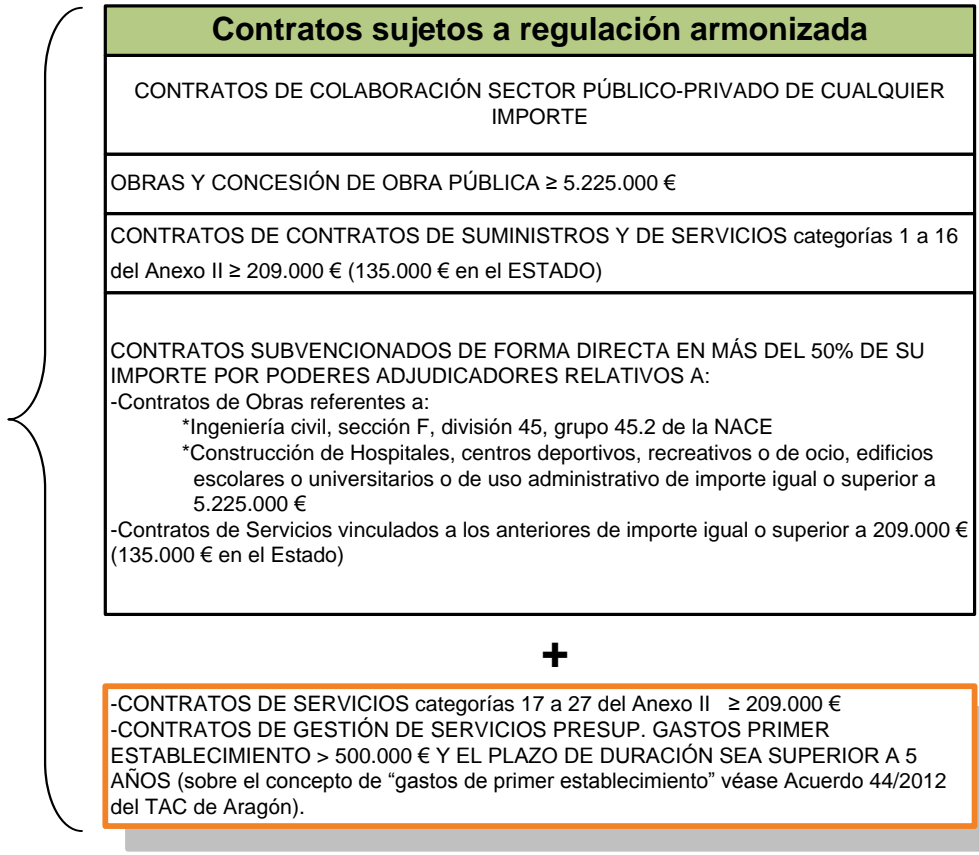 Contratos sujetos a regulación armonizada
CONTRATOS DE COLABORACIÓN SECTOR PÚBLICO-PRIVADO DE CUALQUIER
IMPORTE
OBRAS Y CONCESIÓN DE OBRA PÚBLICA ≥ 5.225.000 €
CONTRATOS DE CONTRATOS DE SUMINISTROS Y DE SERVICIOS categorías 1 a 16
del Anexo II ≥ 209.000 € (135.000 € en el ESTADO)
CONTRATOS SUBVENCIONADOS DE FORMA DIRECTA EN MÁS DEL 50% DE SU
IMPORTE POR PODERES ADJUDICADORES RELATIVOS A:
-Contratos de Obras referentes a:
*Ingeniería civil, sección F, división 45, grupo 45.2 de la NACE
*Construcción de Hospitales, centros deportivos, recreativos o de ocio, edificios
escolares o universitarios o de uso administrativo de importe igual o superior a
5.225.000 €
-Contratos de Servicios vinculados a los anteriores de importe igual o superior a 209.000 €
(135.000 € en el Estado)
+
-CONTRATOS DE SERVICIOS categorías 17 a 27 del Anexo II ≥ 209.000 €
-CONTRATOS DE GESTIÓN DE SERVICIOS PRESUP. GASTOS PRIMER
ESTABLECIMIENTO > 500.000 € Y EL PLAZO DE DURACIÓN SEA SUPERIOR A 5
AÑOS (sobre el concepto de “gastos de primer establecimiento” véase Acuerdo 44/2012
del TAC de Aragón).